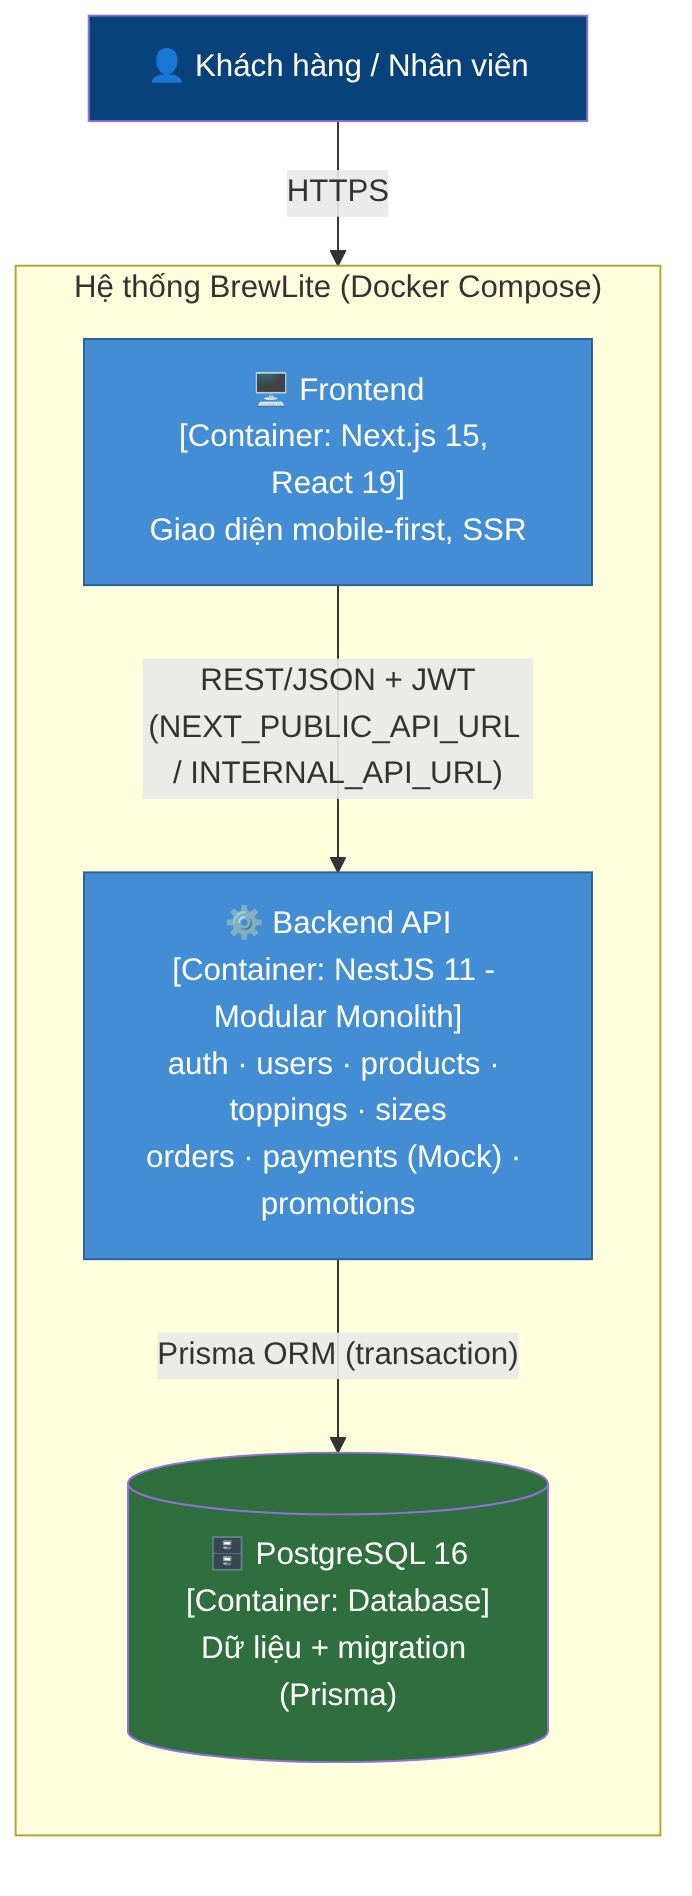 👤 Khách hàng / Nhân viên
HTTPS
Hệ thống BrewLite (Docker Compose)
🖥️ Frontend
[Container: Next.js 15,
React 19]
Giao diện mobile-first, SSR
REST/JSON + JWT
(NEXT_PUBLIC_API_URL
/ INTERNAL_API_URL)
⚙️ Backend API
[Container: NestJS 11 -
Modular Monolith]
auth · users · products ·
toppings · sizes
orders · payments (Mock) ·
promotions
Prisma ORM (transaction)
🗄️ PostgreSQL 16
[Container: Database]
Dữ liệu + migration
(Prisma)